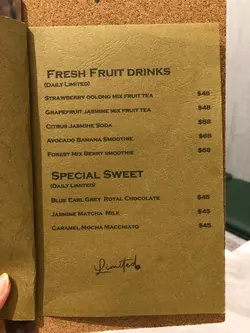 FRESH FRUIT DRINKS
(DAILY LIMITED)
STRAWBERRY OOLONG MIX FRUIT TEA $48
GRAPEFRUIT JASMINE MIX FRUIT TEA $48
CITRUS JASMINE SODA $58
AVOCADO BANANA SMOOTHIE $68
FOREST MIX BERRY SMOOTHIE $68
SPECIAL SWEET
(DAILY LIMITED)
BLUE EARL GREY ROYAL CHOCOLATE $45
JASMINE MATCHA MILK $45
CARAMEL,MOCHA MACCHIATO $45
Limited